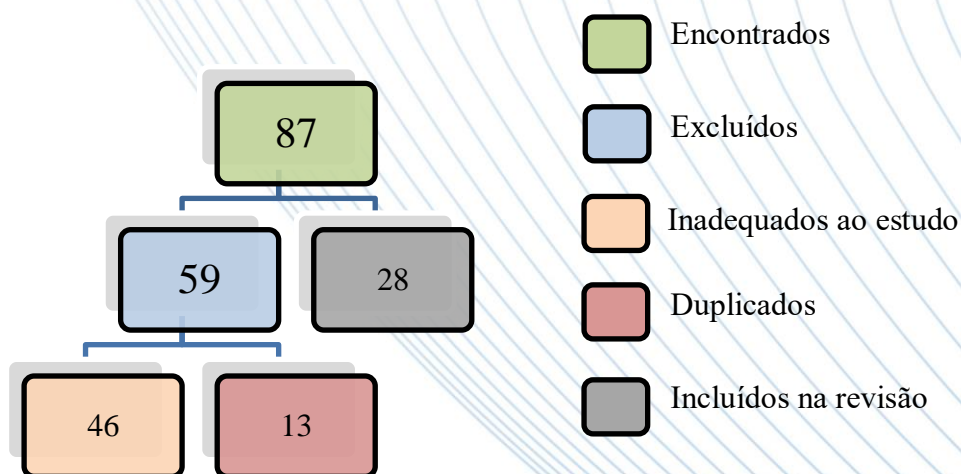 87
59
28
46
13
Encontrados
Excluídos
Inadequados ao estudo
Duplicados
Incluídos na revisão